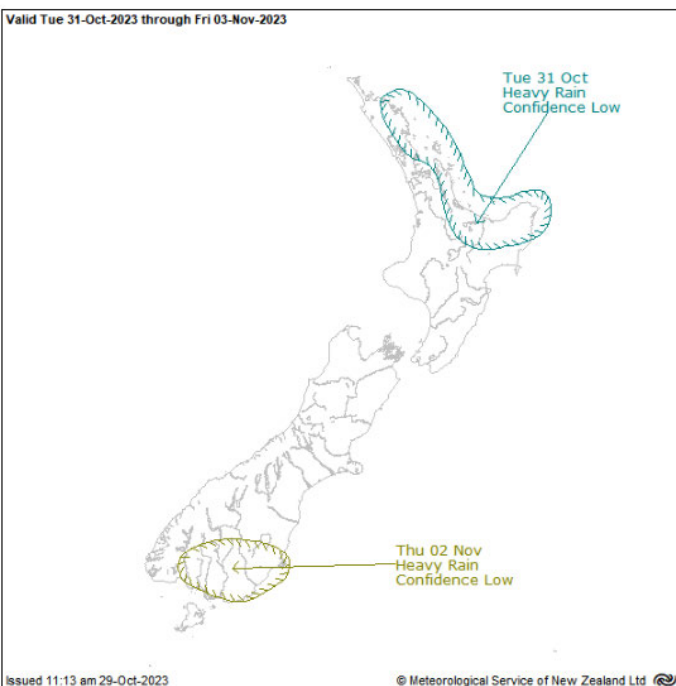 Valid Tue 31-Oct-2023 through Fri 03-Nov-2023
Tue 31 Oct
Heavy Rain
Confidence Low
Thu 02 Nov
Heavy Rain
Confidence Low
Issued 11:13 am 29-Oct-2023
© Meteorological Service of New Zealand Ltd